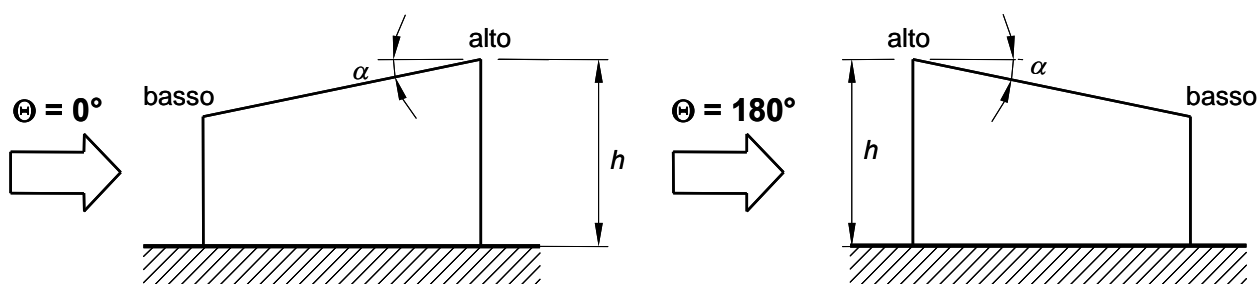 alto
α
basso
Θ = 0°
h
alto
α
basso
Θ = 180°
h